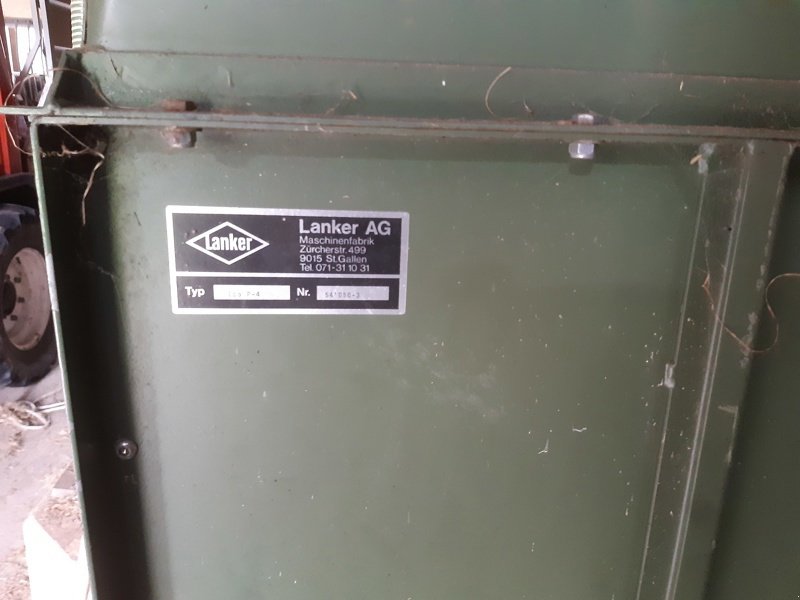 Lanker
Lanker AG
Maschinenfabrik
Zürcherstr. 499
9015 St.Gallen
Tel. 071-31 10 31
Typ
Nr.